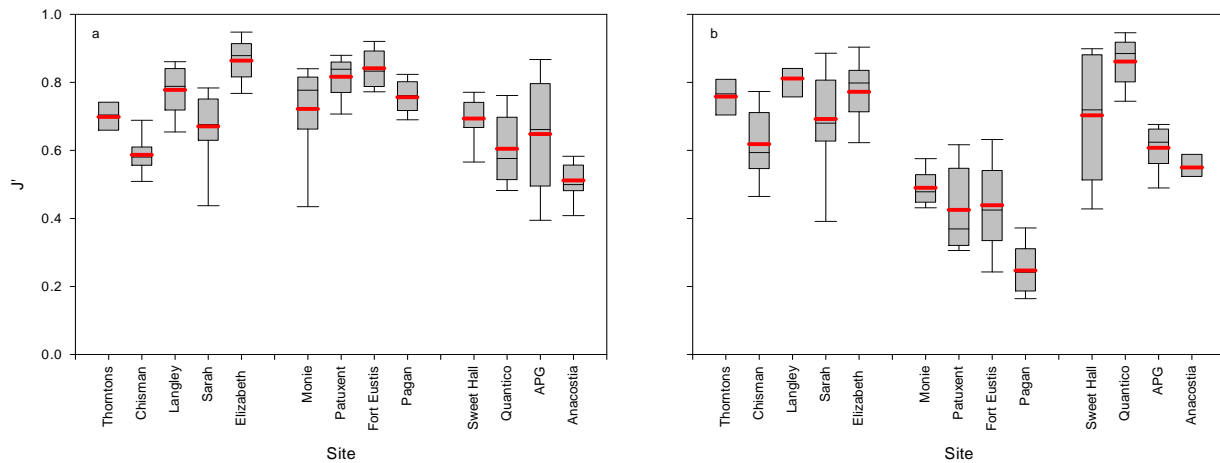 a
b
1.0
0.8
0.6
0.4
0.2
0.0
J'
Thorntons
Chisman
Langley
Sarah
Elizabeth
Monie
Patuxent
Fort Eustis
Pagan
Sweet Hall
Quantico
APG
Anacostia
Site
Thorntons
Chisman
Langley
Sarah
Elizabeth
Monie
Patuxent
Fort Eustis
Pagan
Sweet Hall
Quantico
APG
Anacostia
Site